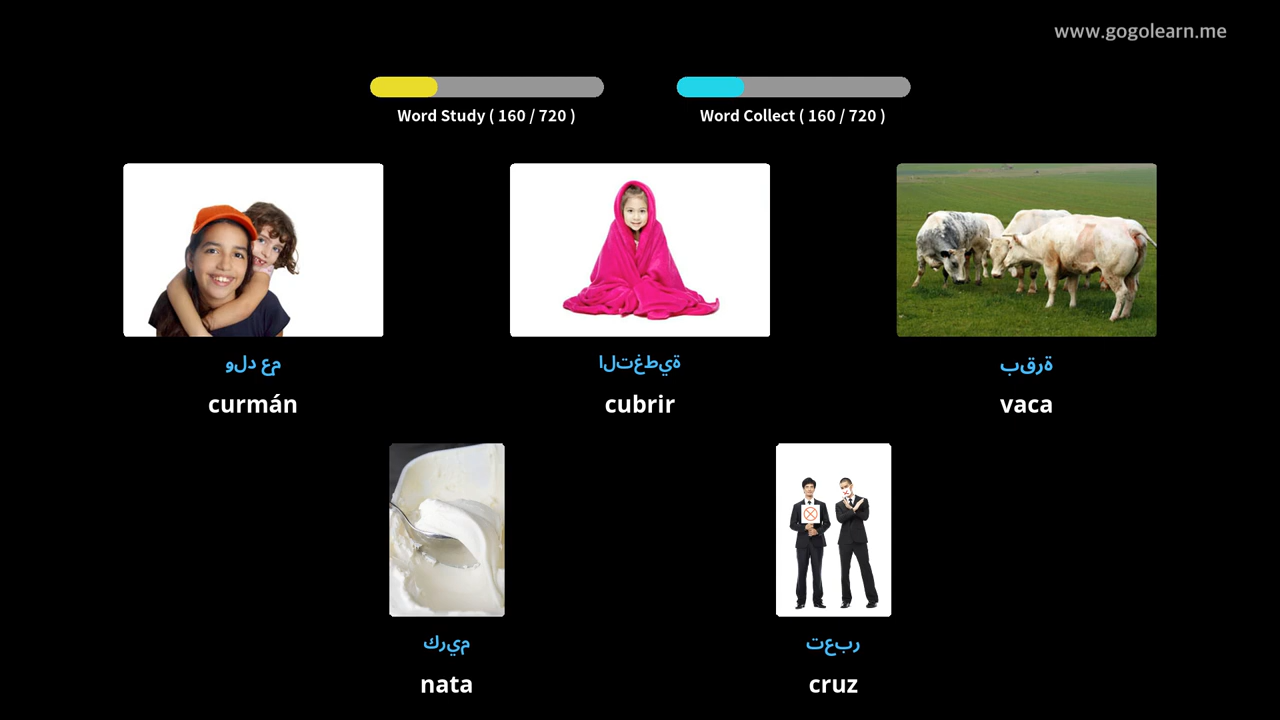 www.gogolearn.me
Word Study ( 160 / 720 )
Word Collect ( 160 / 720 )
ولد عم
التغطية
بقرة
curmán
cubrir
vaca
كريم
تعبر
nata
cruz